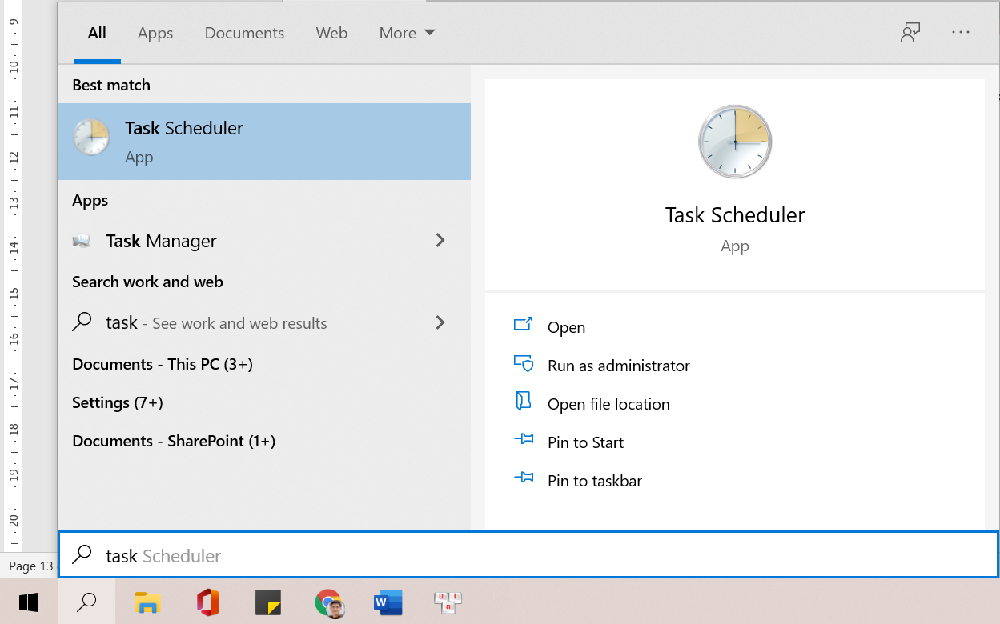 All Apps Documents Web More
Best match
Task Scheduler
App
Apps
Task Manager
Search work and web
task - See work and web results
Documents - This PC (3+)
Settings (7+)
Documents - SharePoint (1+)
Task Scheduler
App
Open
Run as administrator
Open file location
Pin to Start
Pin to taskbar
task Scheduler
9
10
11
12
13
14
15
16
17
18
19
20
Page 13
W
u i n